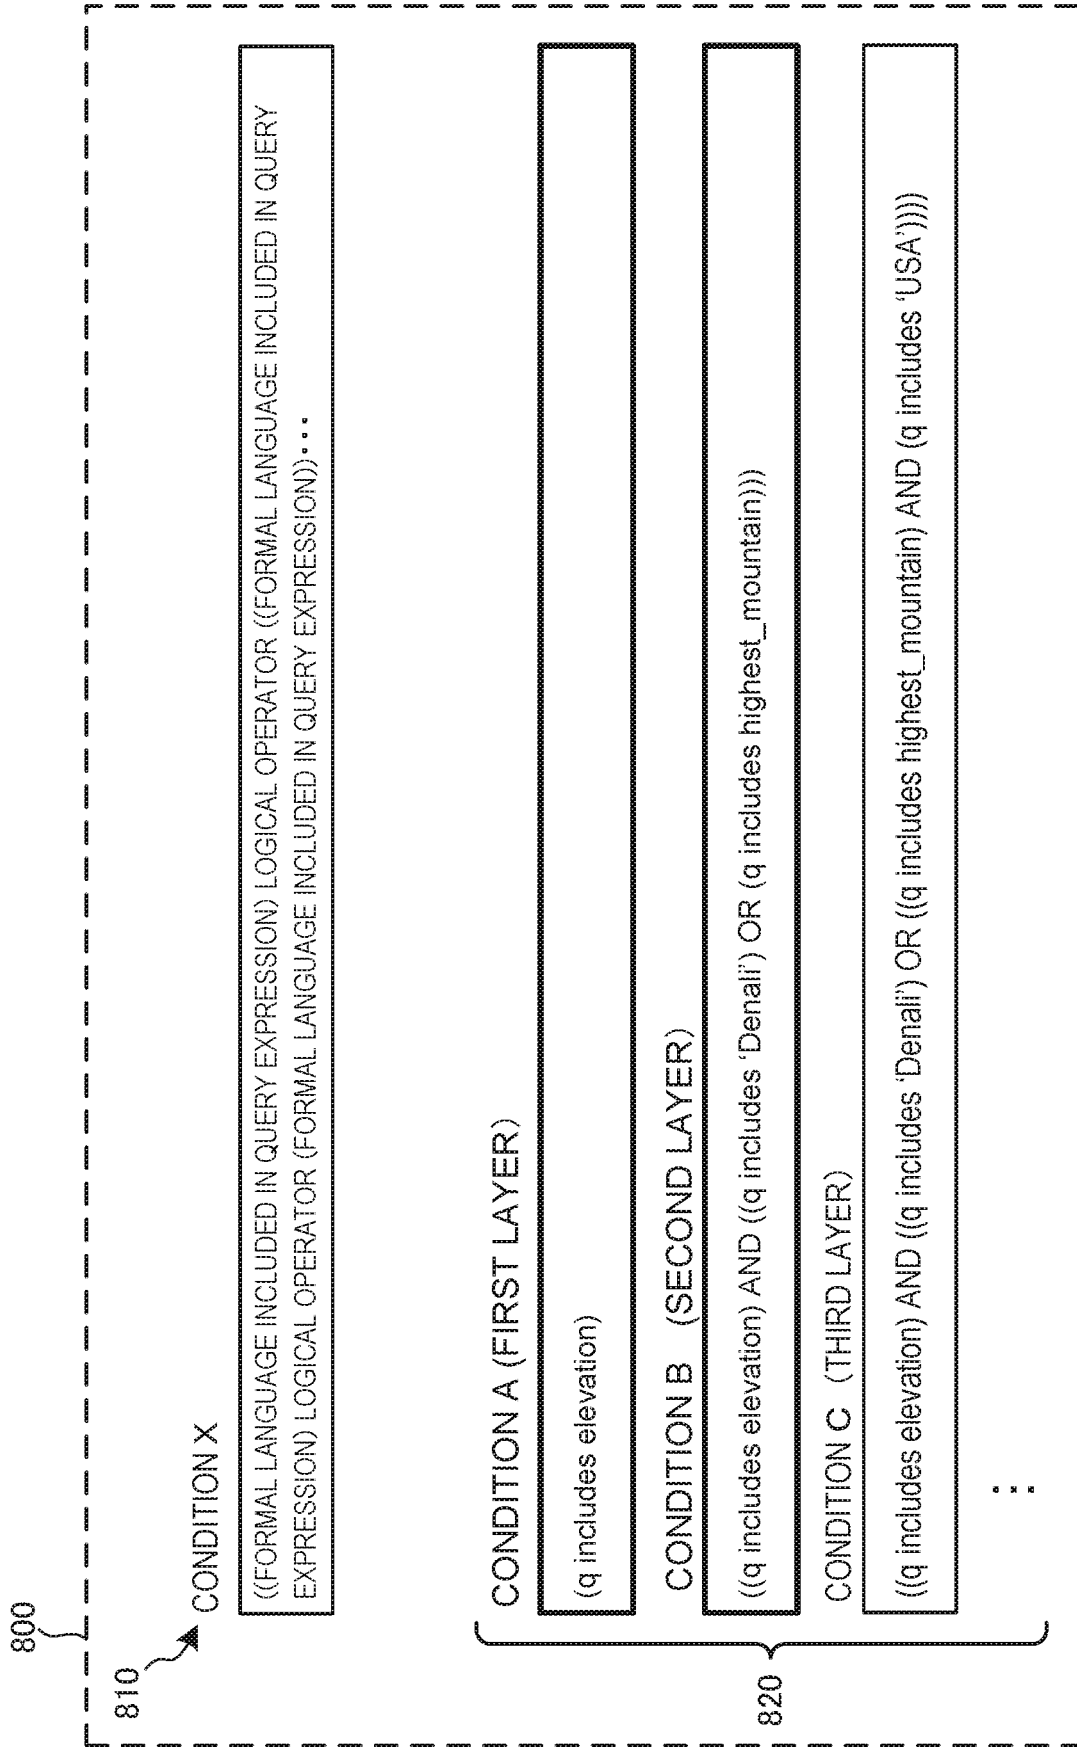 800
810
CONDITION X
((FORMAL LANGUAGE INCLUDED IN QUERY EXPRESSION) LOGICAL OPERATOR ((FORMAL LANGUAGE INCLUDED IN QUERY
EXPRESSION) LOGICAL OPERATOR (FORMAL LANGUAGE INCLUDED IN QUERY EXPRESSION))･･･
820
CONDITION A (FIRST LAYER)
(q includes elevation)
CONDITION B (SECOND LAYER)
((q includes elevation) AND ((q includes 'Denali') OR (q includes highest_mountain)))
CONDITION C (THIRD LAYER)
((q includes elevation) AND ((q includes 'Denali') OR ((q includes highest_mountain) AND (q includes 'USA'))))
⋮